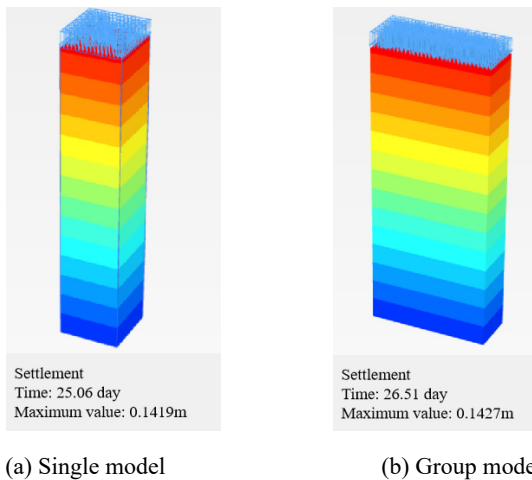 Settlement
Time: 25.06 day
Maximum value: 0.1419m
Settlement
Time: 26.51 day
Maximum value: 0.1427m
(a) Single model
(b) Group mode